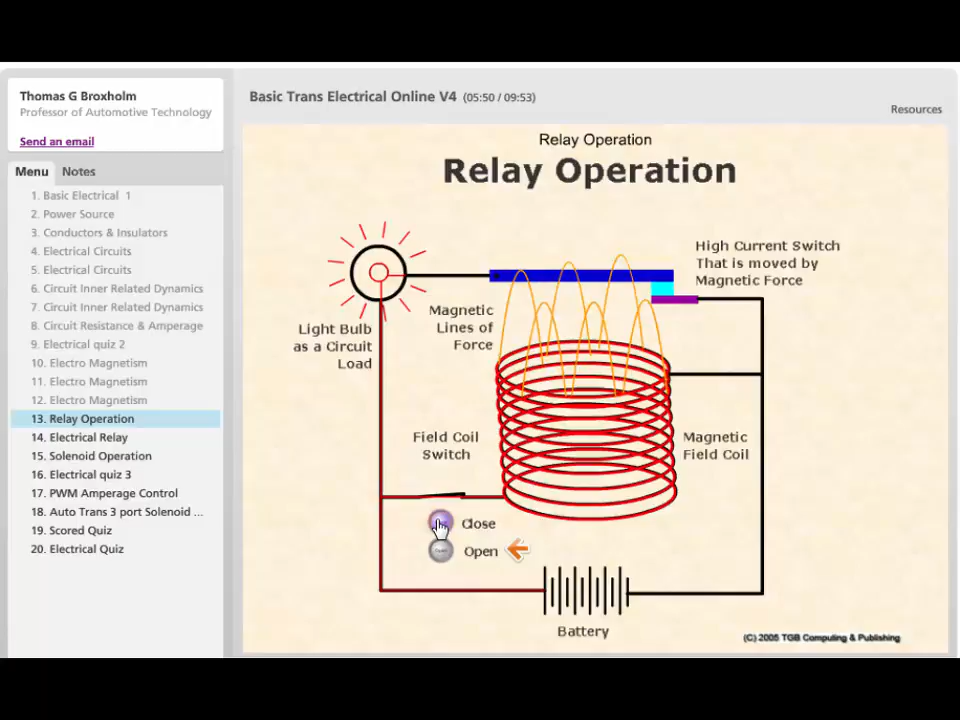 Thomas G Broxholm
Professor of Automotive Technology
Send an email
Menu
Notes
1. Basic Electrical 1
2. Power Source
3. Conductors & Insulators
4. Electrical Circuits
5. Electrical Circuits
6. Circuit Inner Related Dynamics
7. Circuit Inner Related Dynamics
8. Circuit Resistance & Amperage
9. Electrical quiz 2
10. Electro Magnetism
11. Electro Magnetism
12. Electro Magnetism
13. Relay Operation
14. Electrical Relay
15. Solenoid Operation
16. Electrical quiz 3
17. PWM Amperage Control
18. Auto Trans 3 port Solenoid ...
19. Scored Quiz
20. Electrical Quiz
Basic Trans Electrical Online V4 (05:50 / 09:53)
Resources
Relay Operation
Relay Operation
High Current Switch
That is moved by
Magnetic Force
Magnetic
Lines of
Force
Light Bulb
as a Circuit
Load
Field Coil
Switch
Magnetic
Field Coil
Close
Open
Battery
(C) 2005 TGB Computing & Publishing